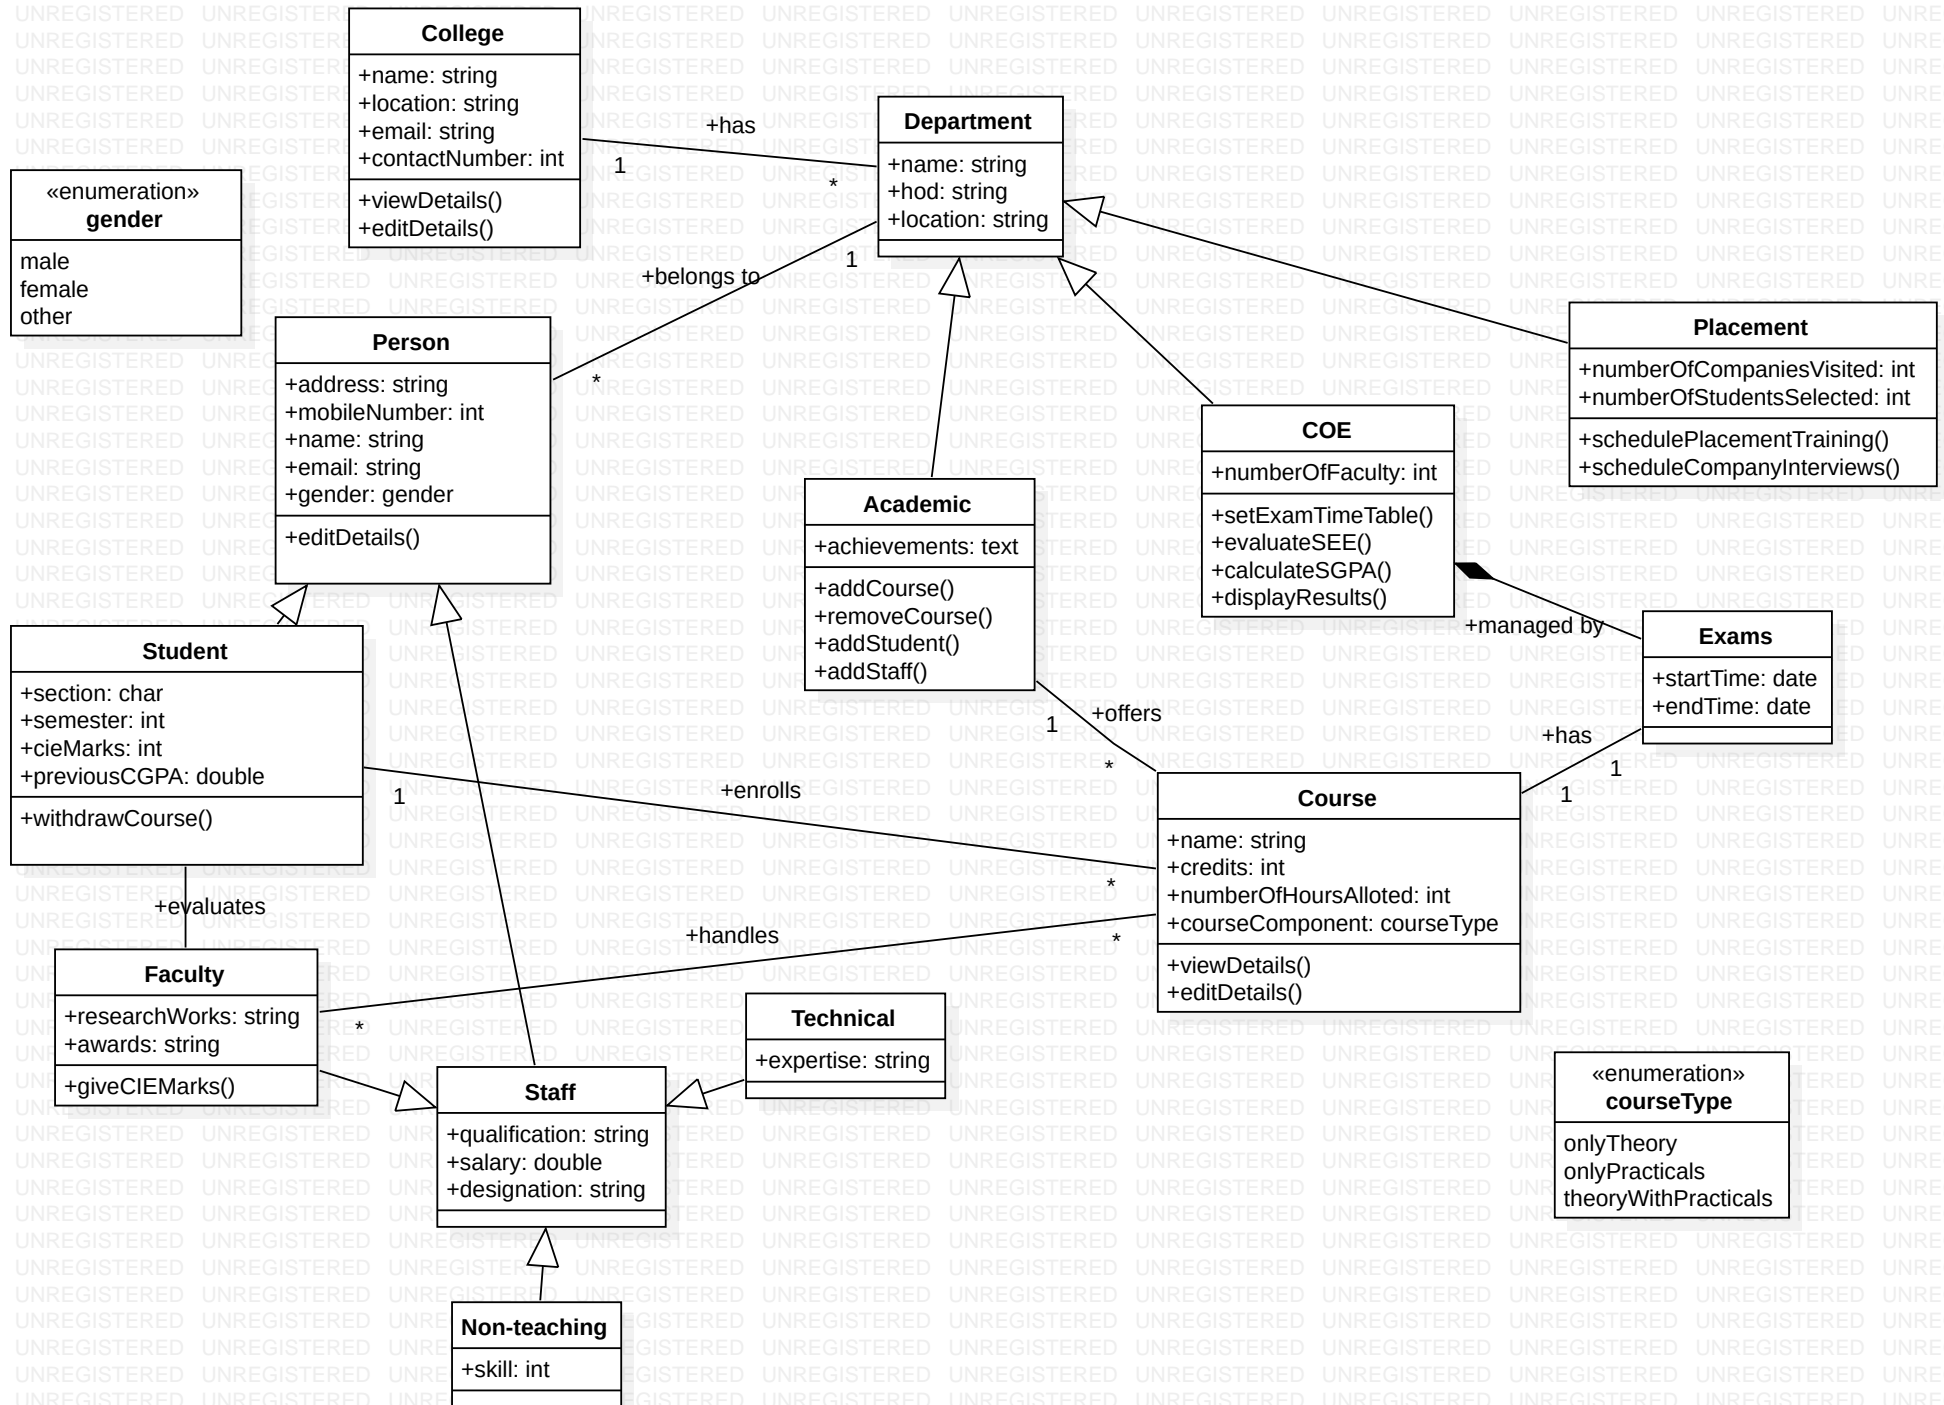 College
+name: string
+location: string
+email: string
+contactNumber: int
+viewDetails()
+editDetails()
+has
1
*
Department
+name: string
+hod: string
+location: string
«enumeration»
gender
male
female
other
+belongs to
1
*
Person
+address: string
+mobileNumber: int
+name: string
+email: string
+gender: gender
+editDetails()
Placement
+numberOfCompaniesVisited: int
+numberOfStudentsSelected: int
+schedulePlacementTraining()
+scheduleCompanyInterviews()
COE
+numberOfFaculty: int
+setExamTimeTable()
+evaluateSEE()
+calculateSGPA()
+displayResults()
Academic
+achievements: text
+addCourse()
+removeCourse()
+addStudent()
+addStaff()
+managed by
Exams
+startTime: date
+endTime: date
Student
+section: char
+semester: int
+cieMarks: int
+previousCGPA: double
+withdrawCourse()
+offers
1
*
+has
1
1
+enrolls
1
*
Course
+name: string
+credits: int
+numberOfHoursAlloted: int
+courseComponent: courseType
+viewDetails()
+editDetails()
+evaluates
+handles
*
*
Faculty
+researchWorks: string
+awards: string
+giveCIEMarks()
Technical
+expertise: string
Staff
+qualification: string
+salary: double
+designation: string
«enumeration»
courseType
onlyTheory
onlyPracticals
theoryWithPracticals
Non-teaching
+skill: int
UNREGISTERED